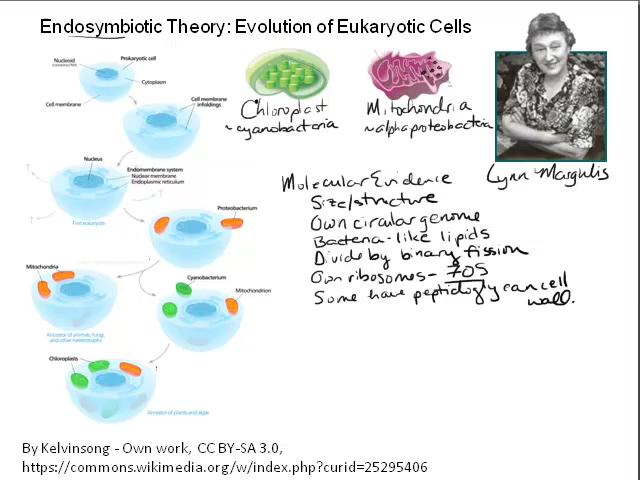 Endosymbiotic Theory: Evolution of Eukaryotic Cells
Nucleoid
Prokaryotic cell
Cytoplasm
Cell membrane
Cell membrane
infoldings
Nucleus
Endomembrane system
Nuclear membrane
Endoplasmic reticulum
First eukaryote
Proteobacterium
Mitochondria
Cyanobacterium
Mitochondrion
Ancestor of animals, fungi,
and other heterotrophs
Chloroplasts
Ancestor of plants and algae
Chloroplast
~cyanobacteria
Mitochondria
~alphaproteobacteria
Lynn Margulis
Molecular Evidence
Size/structure
Own circular genome
Bacteria-like lipids
Divide by binary fission
Own ribosomes - 70S
Some have peptidoglycan cell
wall.
By Kelvinsong - Own work, CC BY-SA 3.0,
https://commons.wikimedia.org/w/index.php?curid=25295406